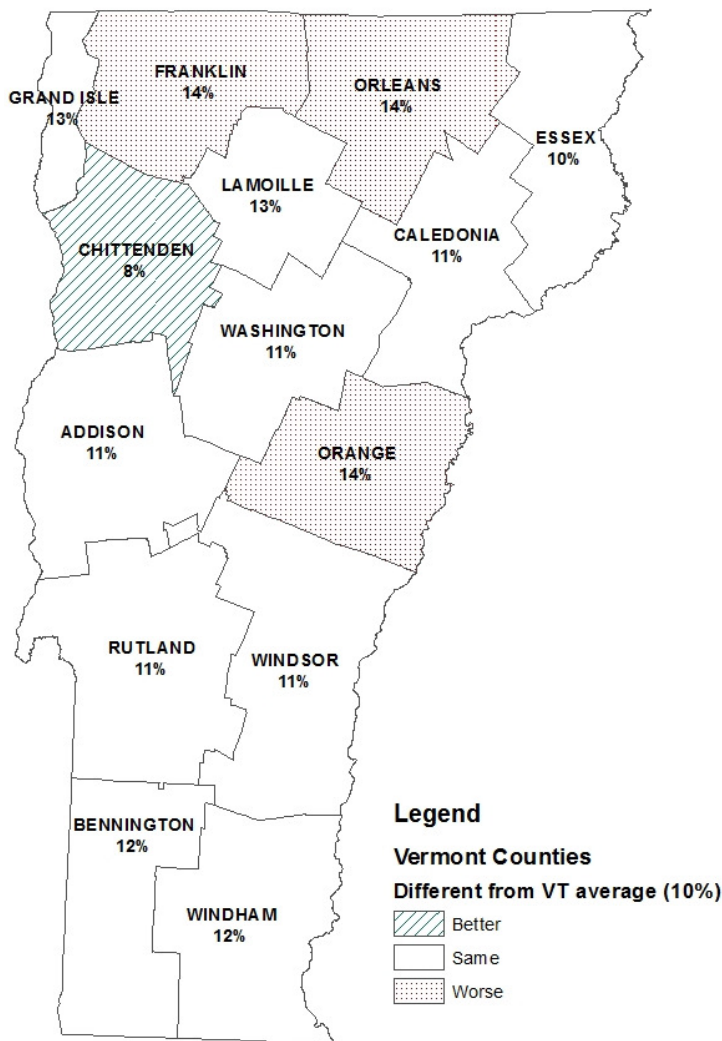 FRANKLIN
14%
GRAND ISLE
13%
ORLEANS
14%
ESSEX
10%
LAMOILLE
13%
CALEDONIA
11%
CHITTENDEN
8%
WASHINGTON
11%
ADDISON
11%
ORANGE
14%
RUTLAND
11%
WINDSOR
11%
BENNINGTON
12%
WINDHAM
12%
Legend
Vermont Counties
Different from VT average (10%)
Better
Same
Worse